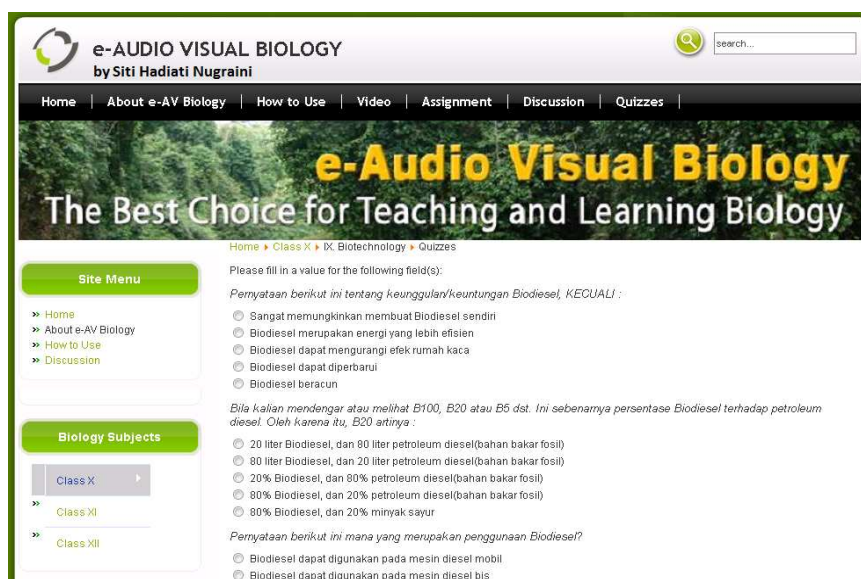 e-AUDIO VISUAL BIOLOGY
by Siti Hadiati Nugraini
search...
Home | About e-AV Biology | How to Use | Video | Assignment | Discussion | Quizzes |
e-Audio Visual Biology
The Best Choice for Teaching and Learning Biology
Home Class X IX. Biotechnology Quizzes
Site Menu
Home
About e-AV Biology
How to Use
Discussion
Biology Subjects
Class X
Class XI
Class XII
Please fill in a value for the following field(s):
Pernyataan berikut ini tentang keunggulan/keuntungan Biodiesel, KECUALI :
Sangat memungkinkan membuat Biodiesel sendiri
Biodiesel merupakan energi yang lebih efisien
Biodiesel dapat mengurangi efek rumah kaca
Biodiesel dapat diperbarui
Biodiesel beracun
Bila kalian mendengar atau melihat B100, B20 atau B5 dst. Ini sebenarnya persentase Biodiesel terhadap petroleum
diesel. Oleh karena itu, B20 artinya :
20 liter Biodiesel, dan 80 liter petroleum diesel(bahan bakar fosil)
80 liter Biodiesel, dan 20 liter petroleum diesel(bahan bakar fosil)
20% Biodiesel, dan 80% petroleum diesel(bahan bakar fosil)
80% Biodiesel, dan 20% petroleum diesel(bahan bakar fosil)
80% Biodiesel, dan 20% minyak sayur
Pernyataan berikut ini mana yang merupakan penggunaan Biodiesel?
Biodiesel dapat digunakan pada mesin diesel mobil
Biodiesel dapat digunakan pada mesin diesel bis